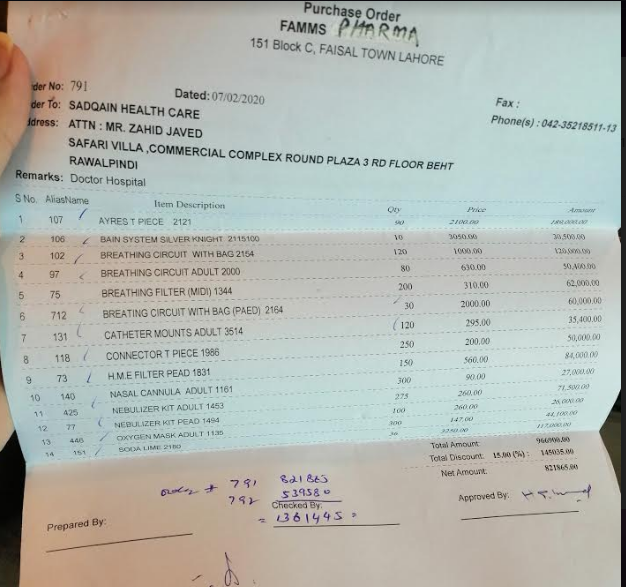 Purchase Order
FAMMS PHARMA
151 Block C, FAISAL TOWN LAHORE
der No: 791
Dated: 07/02/2020
Fax :
der To: SADQAIN HEALTH CARE
Phone(s) : 042-35218511-13
ddress: ATTN : MR. ZAHID JAVED
SAFARI VILLA ,COMMERCIAL COMPLEX ROUND PLAZA 3 RD FLOOR BEHT
RAWALPINDI
Remarks: Doctor Hospital
S No. AliasName Item Description Qty Price Amount
1 107 AYRES T PIECE 2121 90 2100.00 189,000.00
2 106 BAIN SYSTEM SILVER KNIGHT 2115100 10 3050.00 30,500.00
3 102 BREATHING CIRCUIT WITH BAG 2154 120 1000.00 120,000.00
4 97 BREATHING CIRCUIT ADULT 2000 80 630.00 50,400.00
5 75 BREATHING FILTER (MIDI) 1344 200 310.00 62,000.00
6 712 BREATING CIRCUIT WITH BAG (PAED) 2164 30 2000.00 60,000.00
7 131 CATHETER MOUNTS ADULT 3514 120 295.00 35,400.00
8 118 CONNECTOR T PIECE 1986 250 200.00 50,000.00
9 73 H.M.E FILTER PEAD 1831 150 560.00 84,000.00
10 140 NASAL CANNULA ADULT 1161 300 90.00 27,000.00
11 425 NEBULIZER KIT ADULT 1453 275 260.00 71,500.00
12 77 NEBULIZER KIT PEAD 1494 100 260.00 26,000.00
13 446 OXYGEN MASK ADULT 1135 300 147.00 44,100.00
14 151 SODA LIME 2180 36 3250.00 117,000.00
Total Amount: 966900.00
Total Discount: 15.00 (%) : 145035.00
Net Amount: 821865.00
order # 791 821865
792 539580
Checked By:
= 1361445 =
Approved By:
Prepared By: